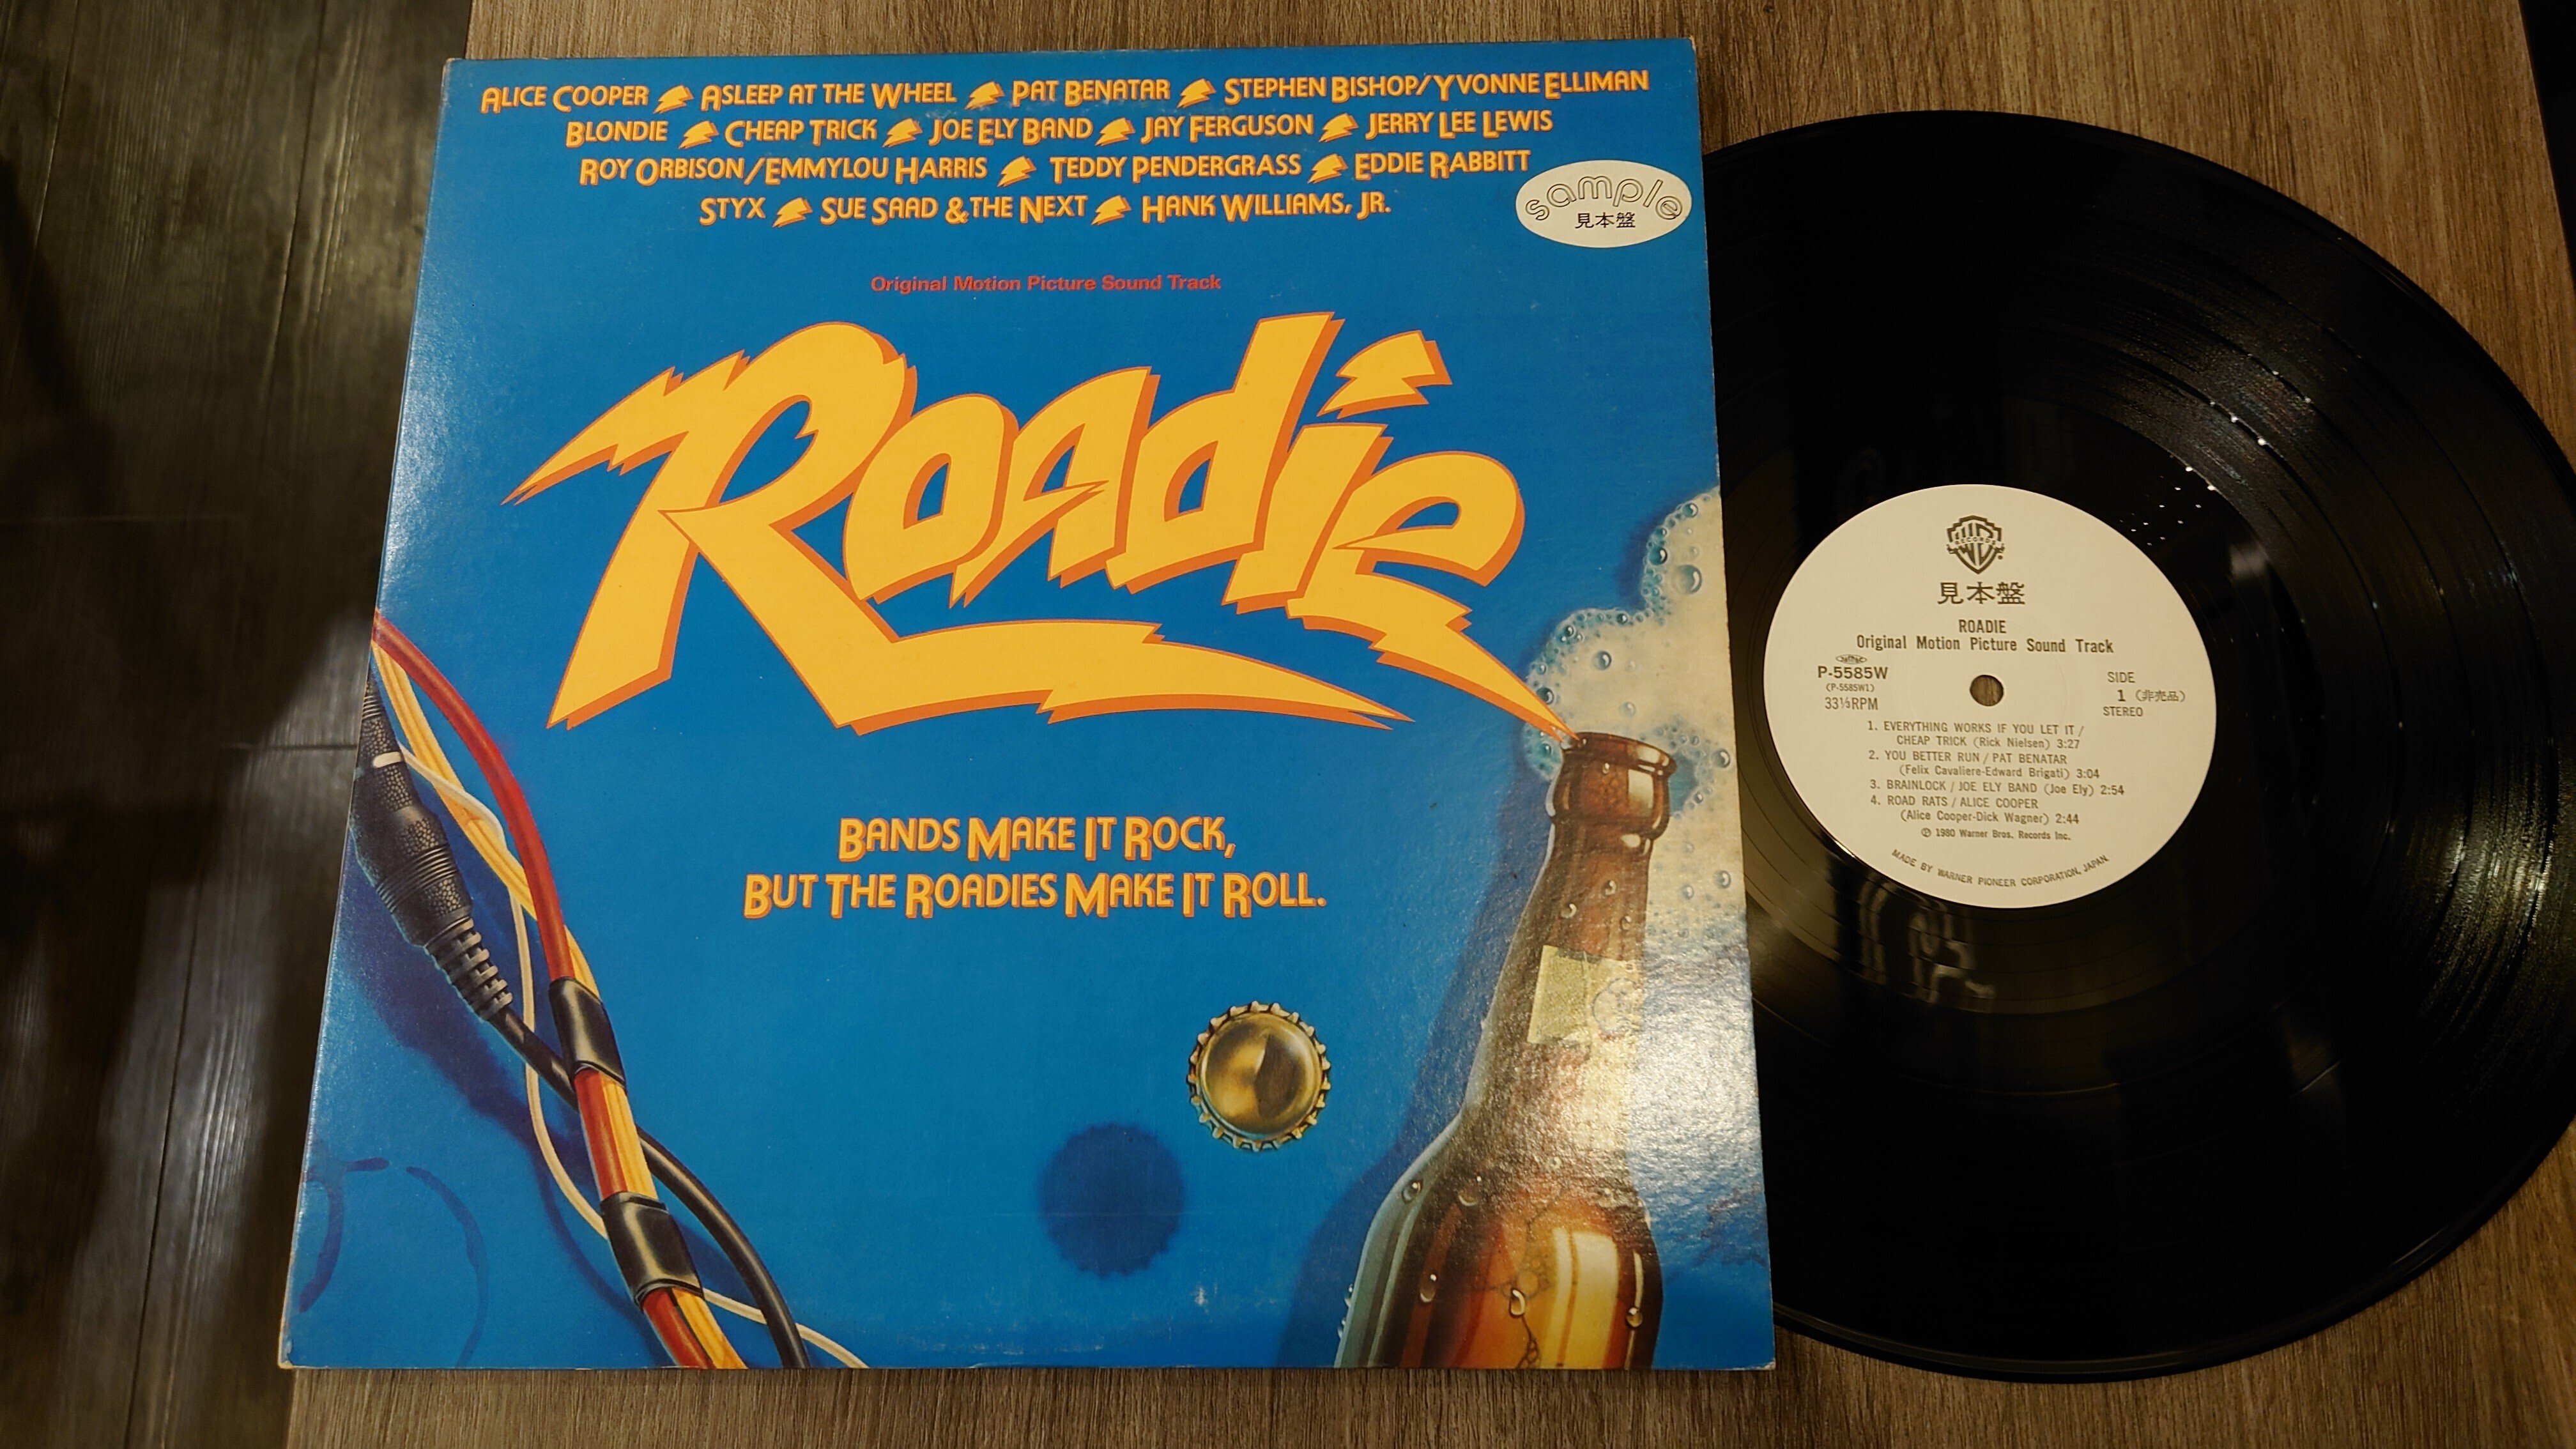 ALICE COOPER ASLEEP AT THE WHEEL PAT BENATAR STEPHEN BISHOP/YVONNE ELLIMAN
BLONDIE CHEAP TRICK JOE ELY BAND JAY FERGUSON JERRY LEE LEWIS
ROY ORBISON/EMMYLOU HARRIS TEDDY PENDERGRASS EDDIE RABBITT
STYX SUE SAAD & THE NEXT HANK WILLIAMS, JR.
sample
見本盤
Original Motion Picture Sound Track
Roadie
BANDS MAKE IT ROCK,
BUT THE ROADIES MAKE IT ROLL.
RECORDS
見本盤
ROADIE
Original Motion Picture Sound Track
P-5585W
(P-5585W1)
33⅓RPM
SIDE
1 (非売品)
STEREO
1. EVERYTHING WORKS IF YOU LET IT /
CHEAP TRICK (Rick Nielsen) 3:27
2. YOU BETTER RUN / PAT BENATAR
(Felix Cavaliere-Edward Brigati) 3:04
3. BRAINLOCK / JOE ELY BAND (Joe Ely) 2:54
4. ROAD RATS / ALICE COOPER
(Alice Cooper-Dick Wagner) 2:44
℗ 1980 Warner Bros. Records Inc.
MADE BY WARNER PIONEER CORPORATION, JAPAN.